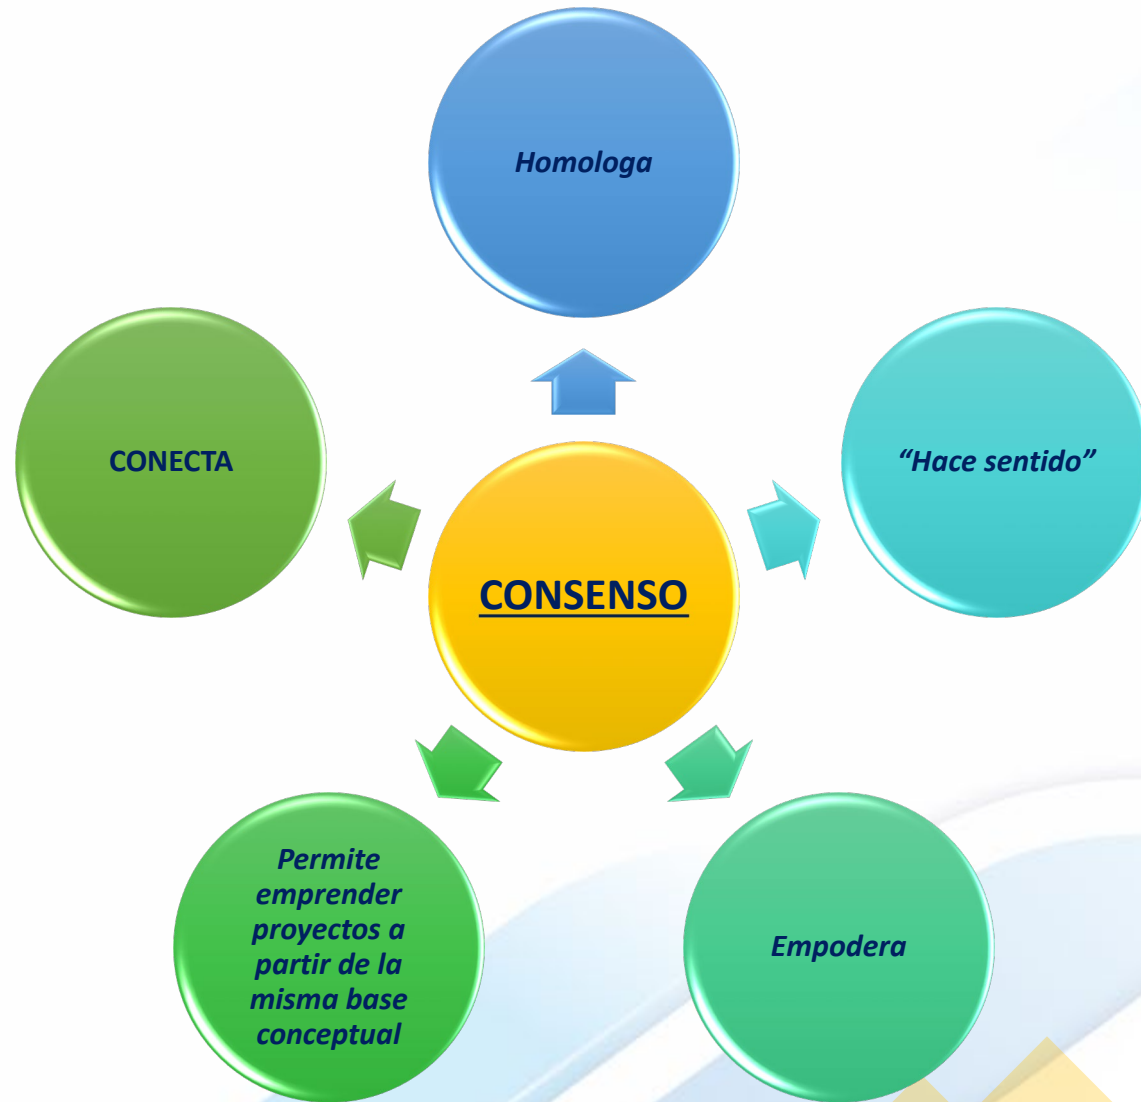 Homologa
CONECTA
“Hace sentido”
CONSENSO
Permite
emprender
proyectos a
partir de la
misma base
conceptual
Empodera